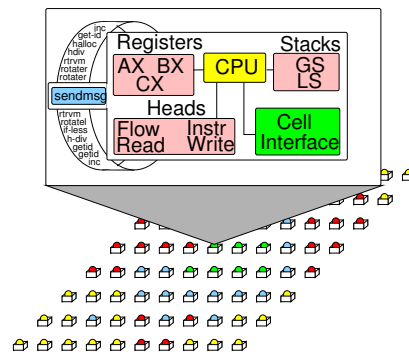 inc
get-id
halloc
hdiv
rtrvm
rotater
rotater
sendmsg
rtrvm
rotatel
if-less
h-div
getid
getid
inc
Registers
AX BX
CX
CPU
Stacks
GS
LS
Heads
Flow Instr
Read Write
Cell
Interface